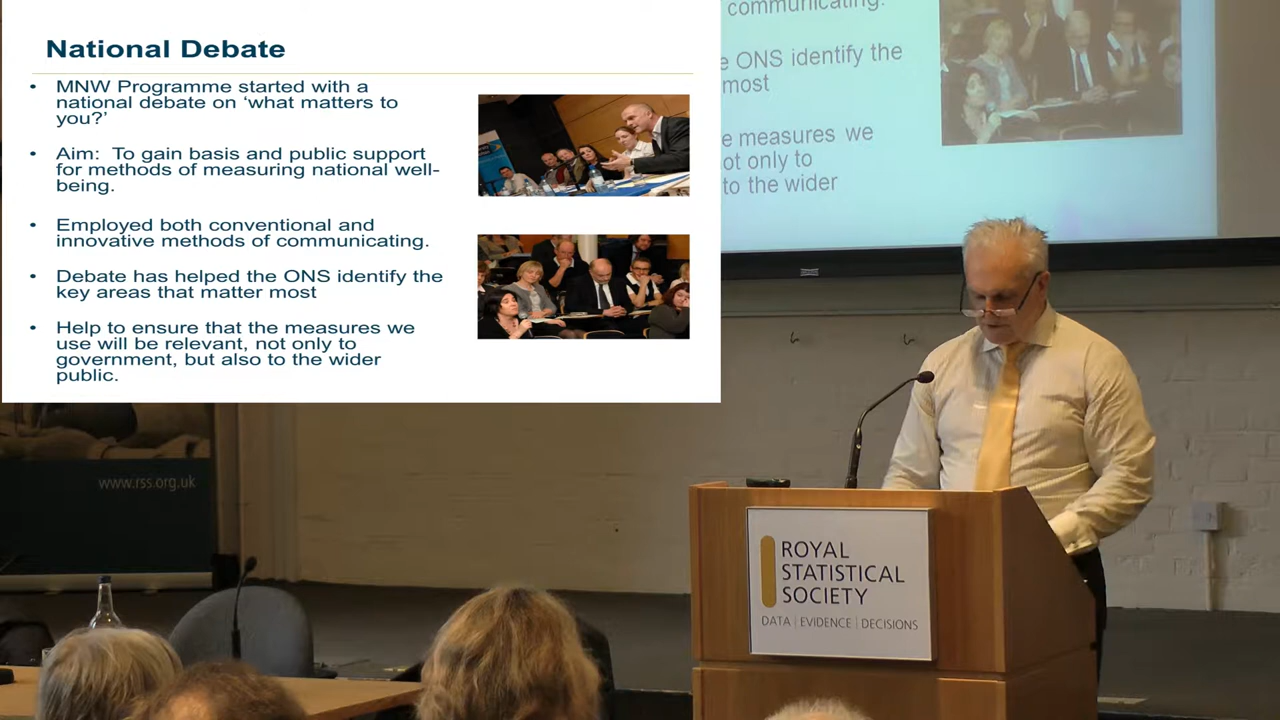 National Debate
• MNW Programme started with a
national debate on ‘what matters to
you?’
• Aim: To gain basis and public support
for methods of measuring national well-
being.
• Employed both conventional and
innovative methods of communicating.
• Debate has helped the ONS identify the
key areas that matter most
• Help to ensure that the measures we
use will be relevant, not only to
government, but also to the wider
public.
communicating.
e ONS identify the
most
e measures we
ot only to
to the wider
www.rss.org.uk
ROYAL
STATISTICAL
SOCIETY
DATA | EVIDENCE | DECISIONS